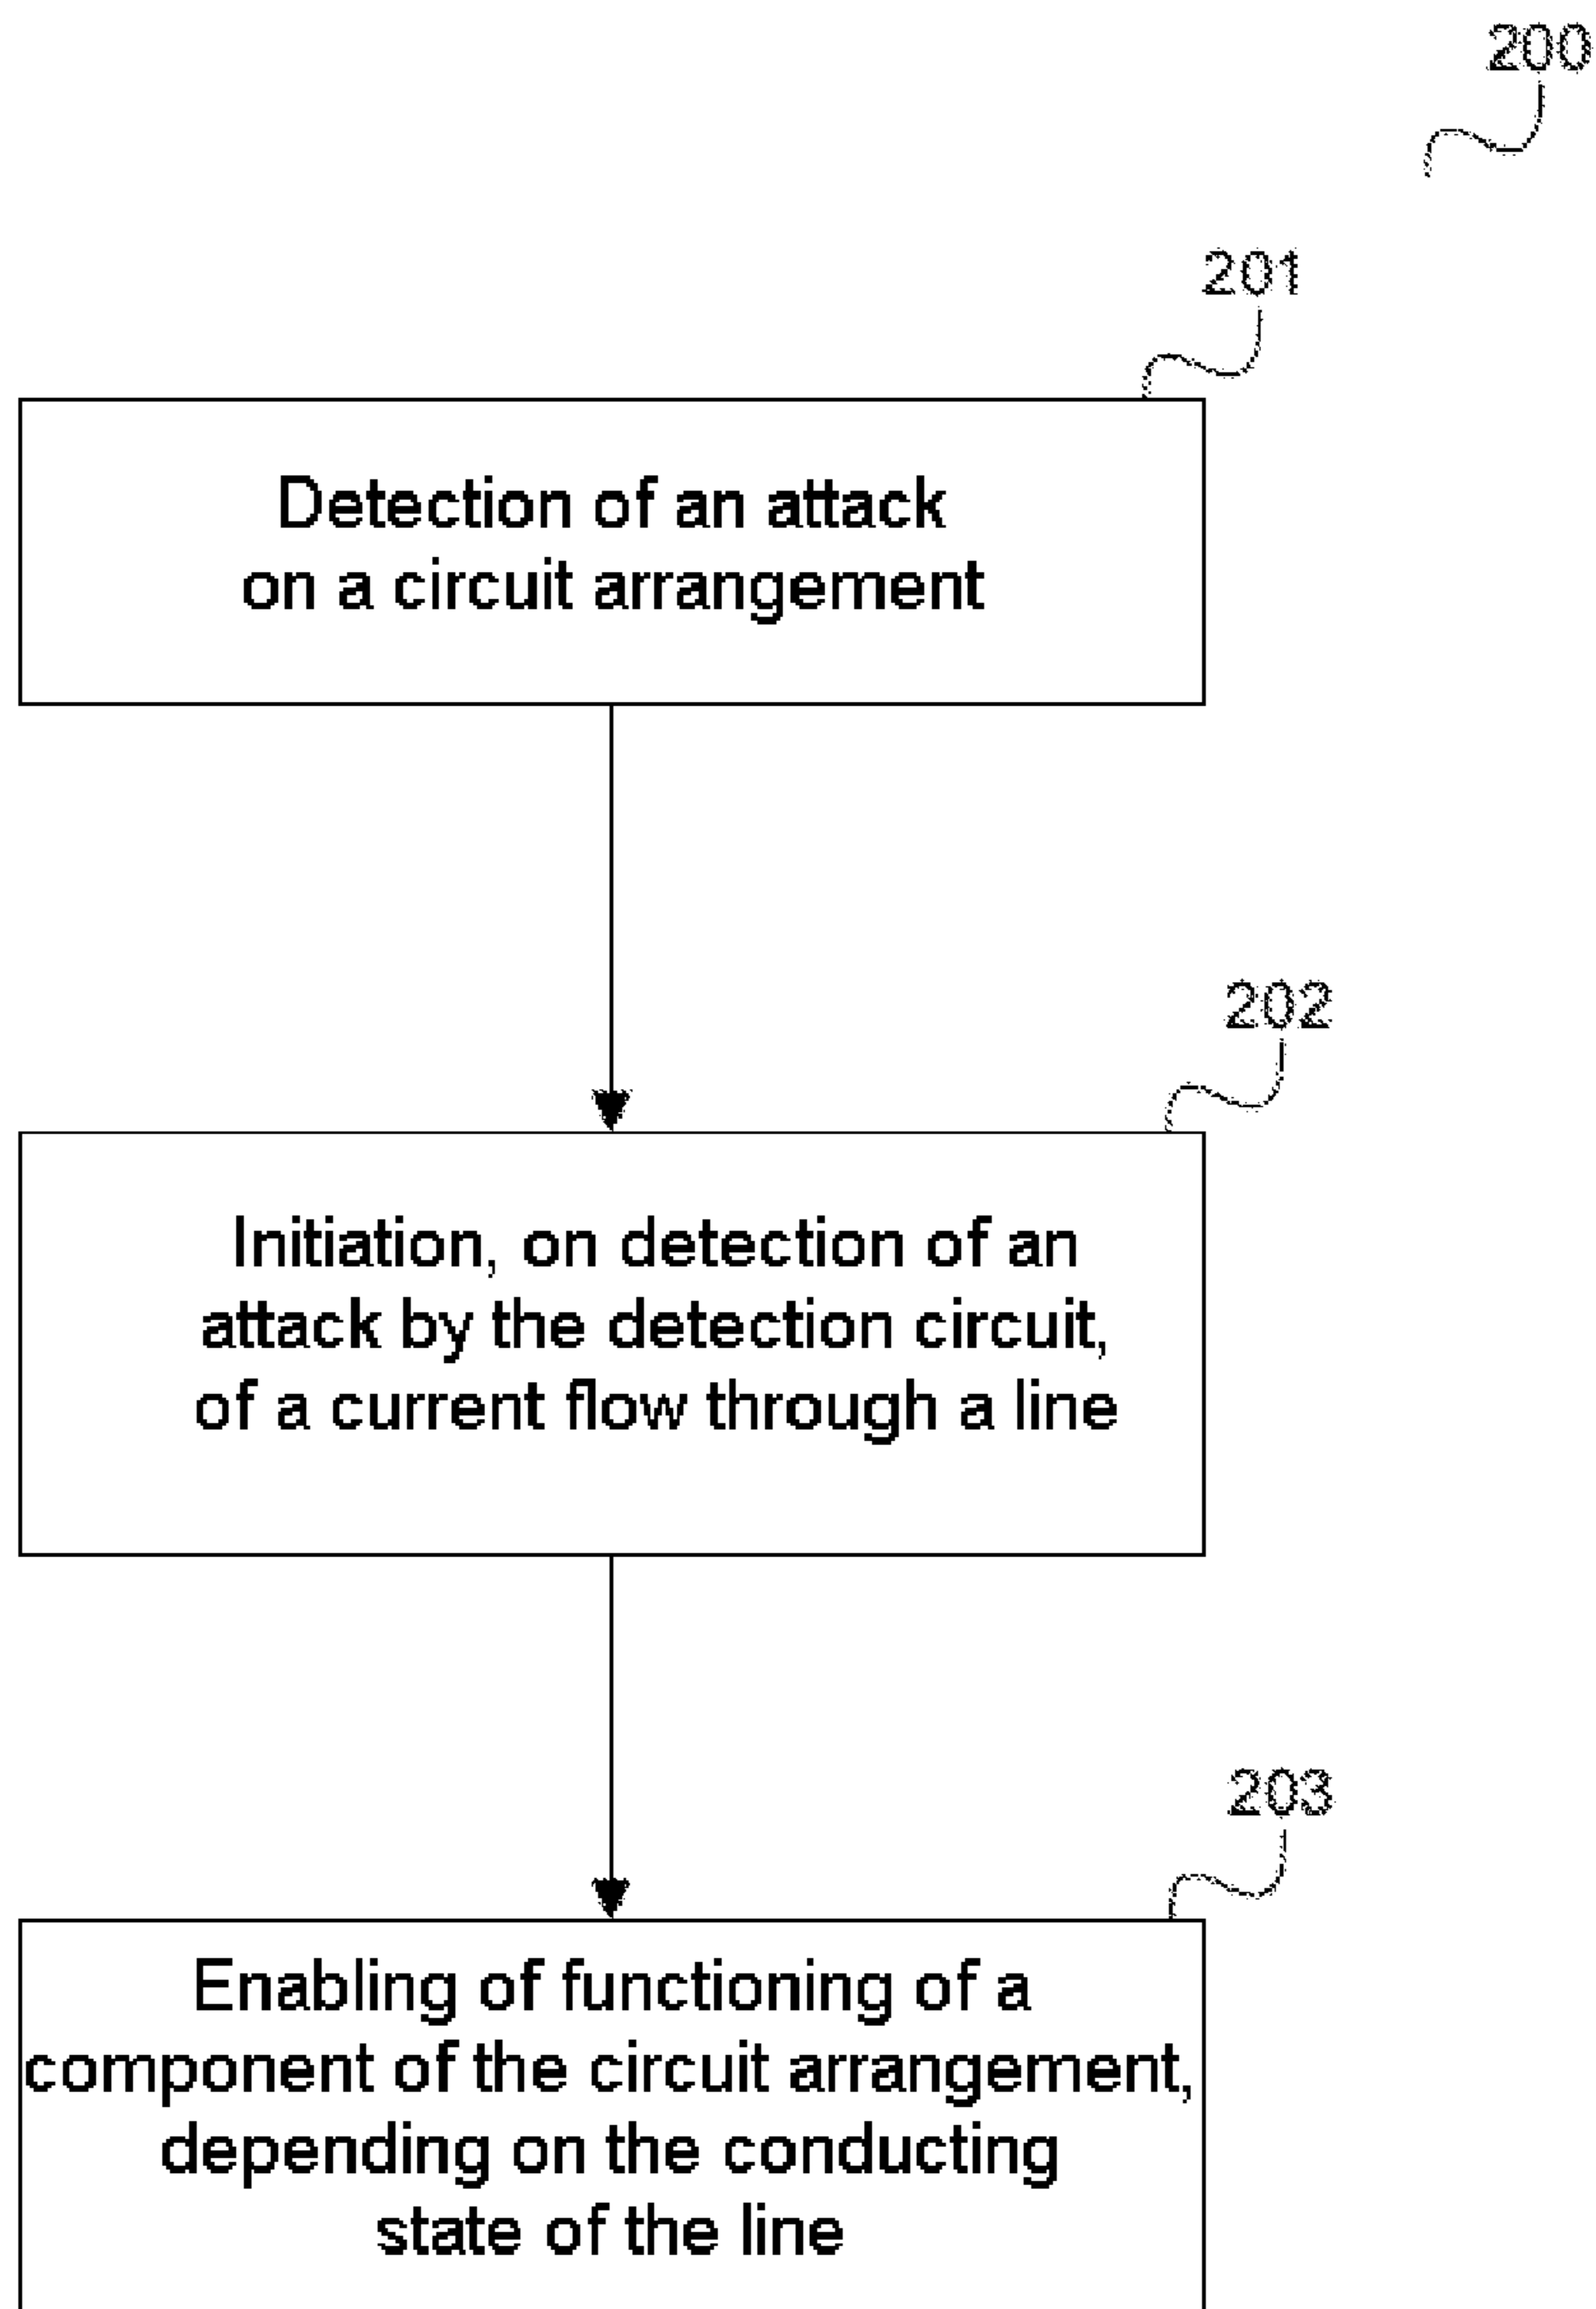 200
201
Detection of an attack
on a circuit arrangement
202
Initiation, on detection of an
attack by the detection circuit,
of a current flow through a line
203
Enabling of functioning of a
component of the circuit arrangement,
depending on the conducting
state of the line